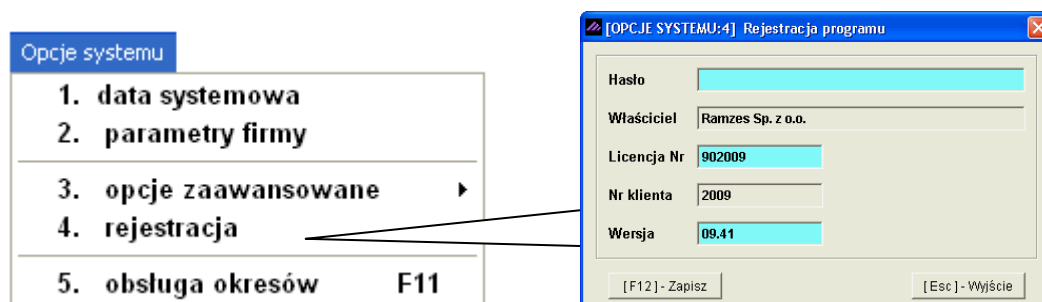 Opcje systemu
1. data systemowa
2. parametry firmy
3. opcje zaawansowane
4. rejestracja
5. obsługa okresów F11
[OPCJE SYSTEMU:4] Rejestracja programu
Hasło
Właściciel Ramzes Sp. z o.o.
Licencja Nr 902009
Nr klienta 2009
Wersja 09.41
[F12] - Zapisz [Esc] - Wyjście